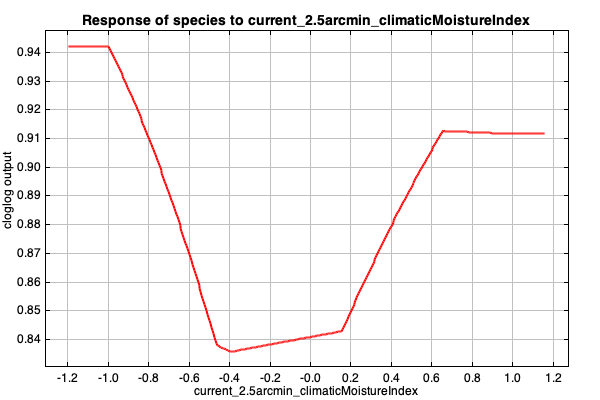 Response of species to current_2.5arcmin_climaticMoistureIndex
0.94
0.93
0.92
0.91
0.90
0.89
0.88
0.87
0.86
0.85
0.84
cloglog output
-1.2 -1.0 -0.8 -0.6 -0.4 -0.2 -0.0 0.2 0.4 0.6 0.8 1.0 1.2
current_2.5arcmin_climaticMoistureIndex